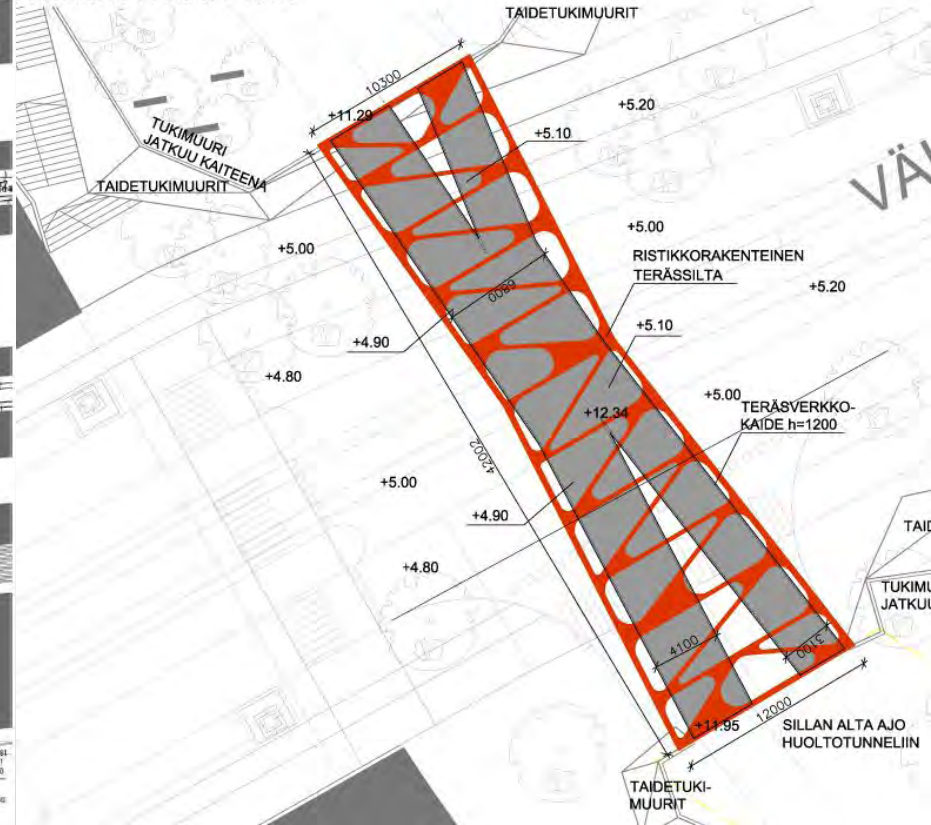 TAIDETUKIMUURIT
10300
+11.29
+5.20
+5.10
TUKIMUURI
JATKUU KAITEENA
TAIDETUKIMUURIT
+5.00
+5.00
RISTIKKORAKENTEINEN
TERÄSSILTA
+5.20
6800
+4.90
+5.10
+4.80
+5.00
TERÄSVERKKO-
KAIDE h=1200
+12.34
42002
+5.00
+4.90
+4.80
4100
3100
+11.95
12000
SILLAN ALTA AJO
HUOLTOTUNNELIIN
TAIDETUKI-
MUURIT
JATKUU